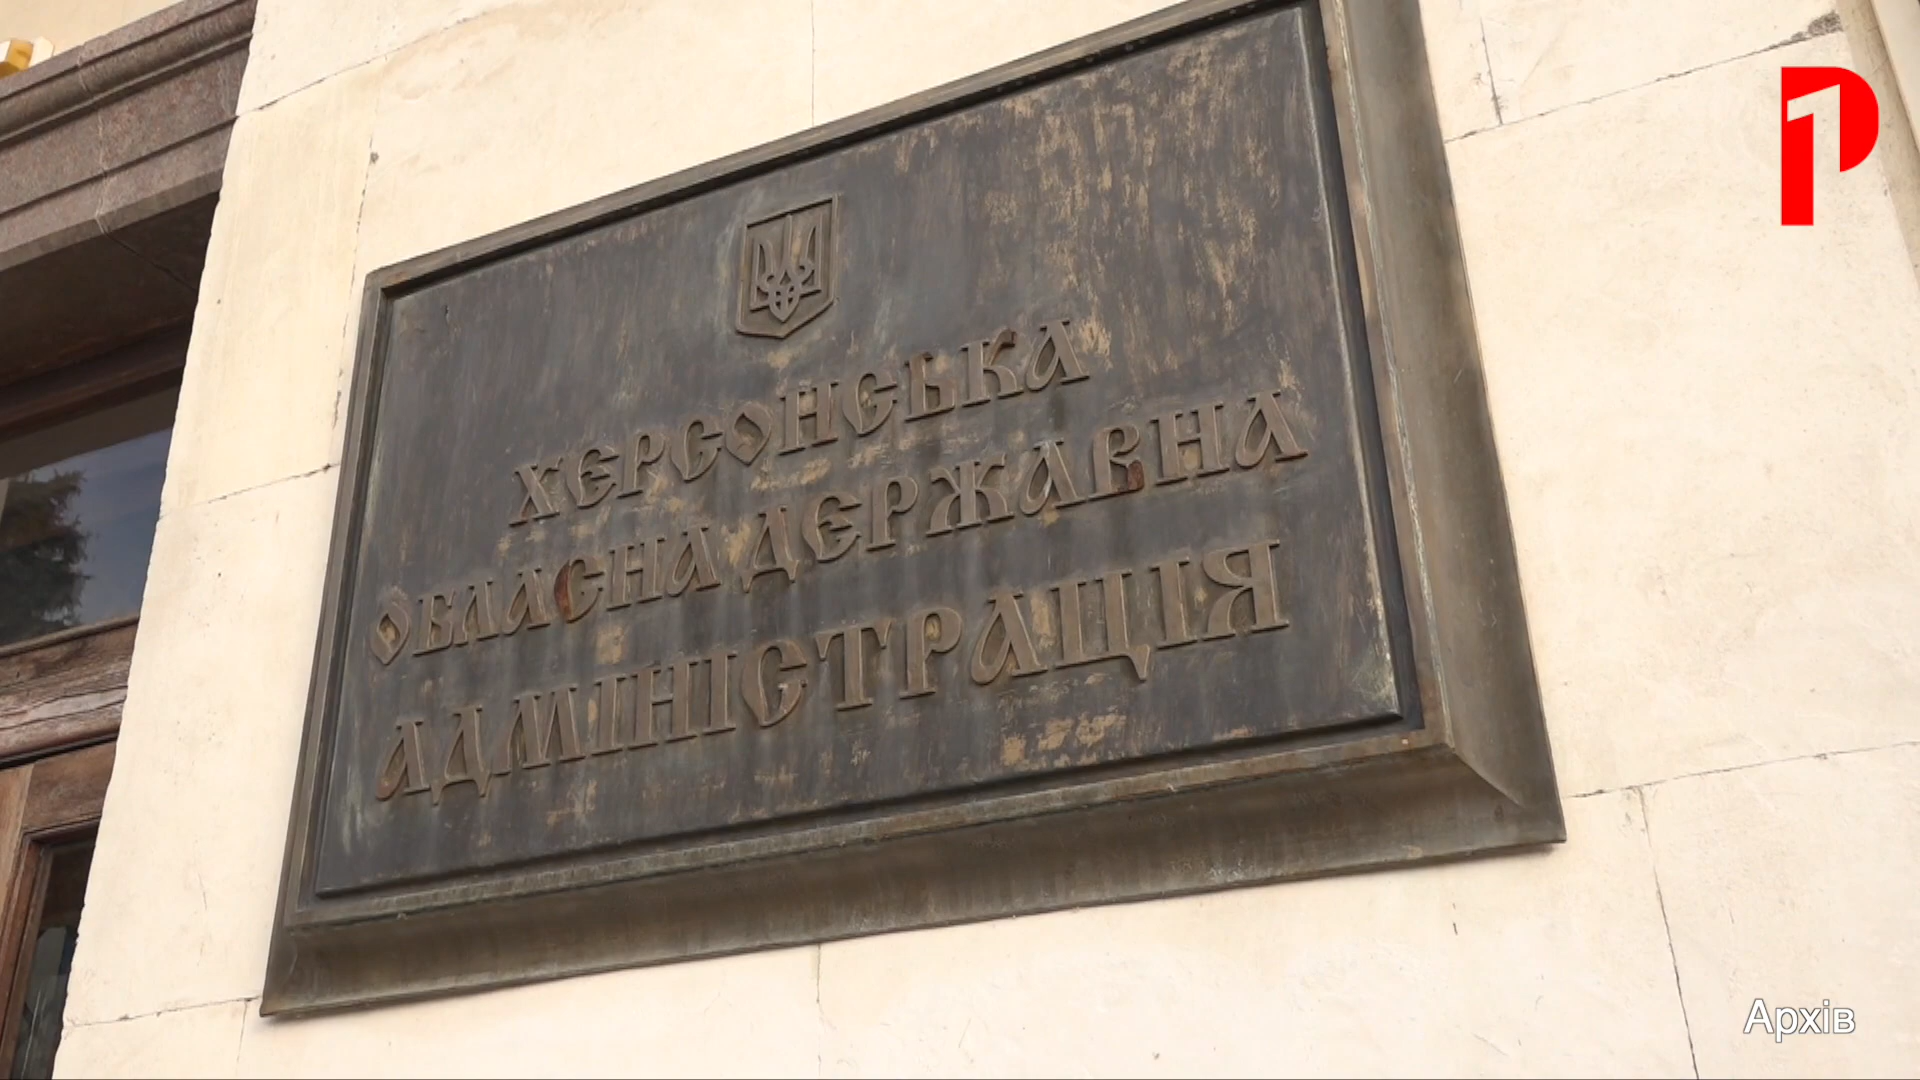 ХЕРСОНСЬКА
ОБЛАСНА ДЕРЖАВНА
АДМІНІСТРАЦІЯ
Архів